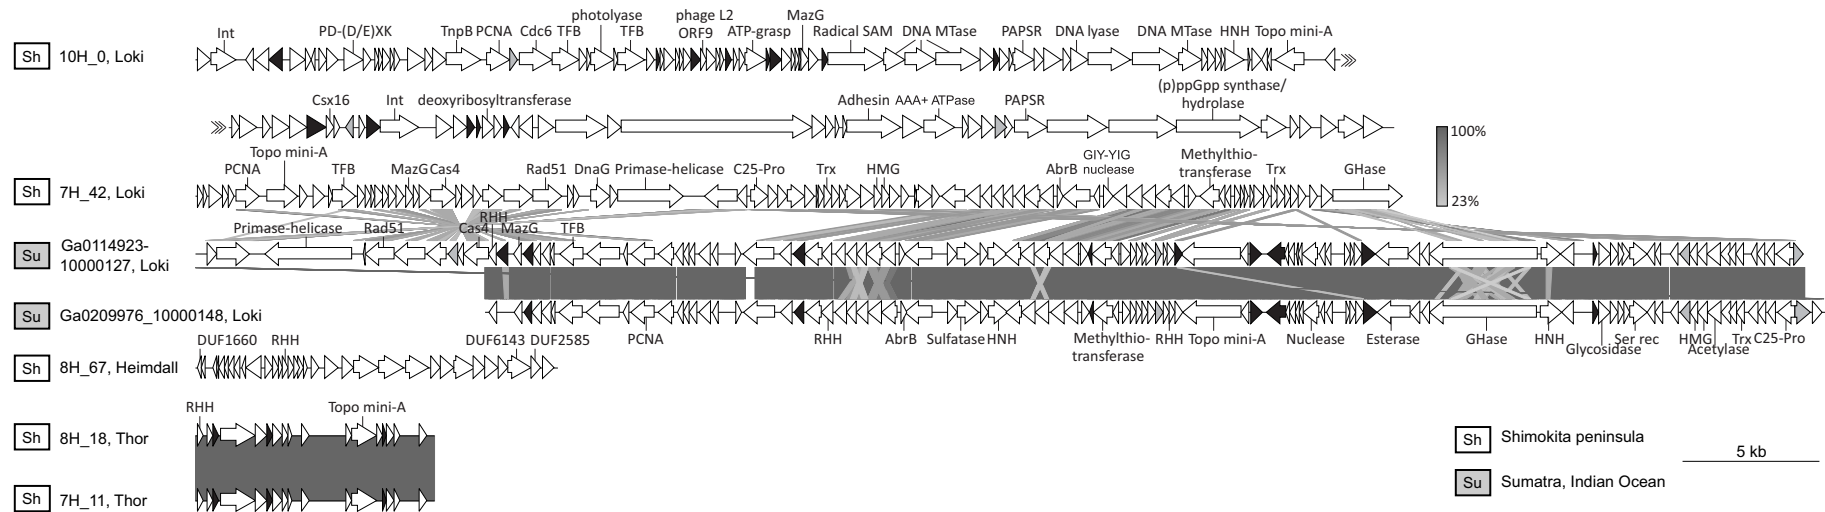 photolyase phage L2 MazG
Int PD-(D/E)XK TnpB PCNA Cdc6 TFB TFB ORF9 ATP-grasp Radical SAM DNA MTase PAPSR DNA lyase DNA MTase HNH Topo mini-A
Sh 10H_0, Loki
(p)ppGpp synthase/
hydrolase
Csx16 Int deoxyribosyltransferase Adhesin AAA+ ATPase PAPSR
100%
23%
Topo mini-A GIY-YIG Methylthio-
PCNA TFB MazG Cas4 Rad51 DnaG Primase-helicase C25-Pro Trx HMG AbrB nuclease transferase Trx GHase
Sh 7H_42, Loki
RHH
Primase-helicase Rad51 Cas4 MazG TFB
Su Ga0114923-
10000127, Loki
Su Ga0209976_10000148, Loki
PCNA RHH AbrB Sulfatase HNH Methylthio- RHH Topo mini-A Nuclease Esterase GHase HNH Glycosidase Ser rec HMG Acetylase Trx C25-Pro
transferase
DUF1660 RHH DUF6143 DUF2585
8H_67, Heimdall
Sh
RHH Topo mini-A
Sh 8H_18, Thor
Sh 7H_11, Thor
Sh Shimokita peninsula
Su Sumatra, Indian Ocean
5 kb